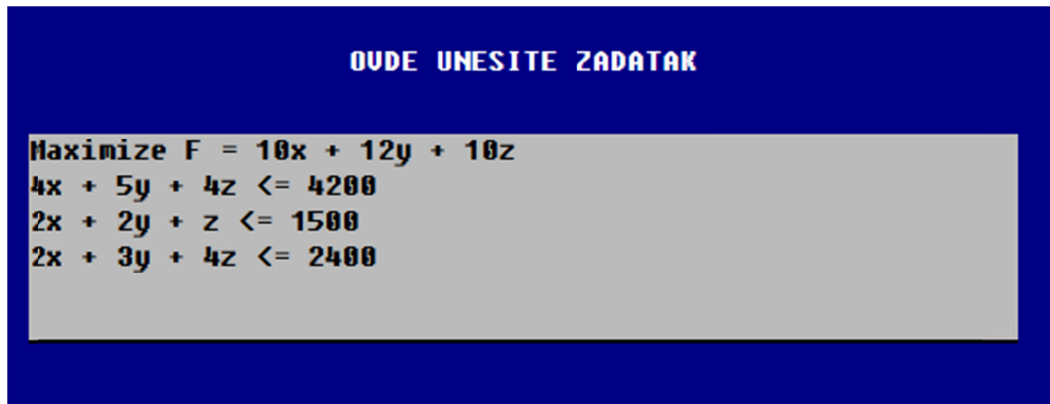 OVDE UNESITE ZADATAK
Maximize F = 10x + 12y + 10z
4x + 5y + 4z <= 4200
2x + 2y + z <= 1500
2x + 3y + 4z <= 2400